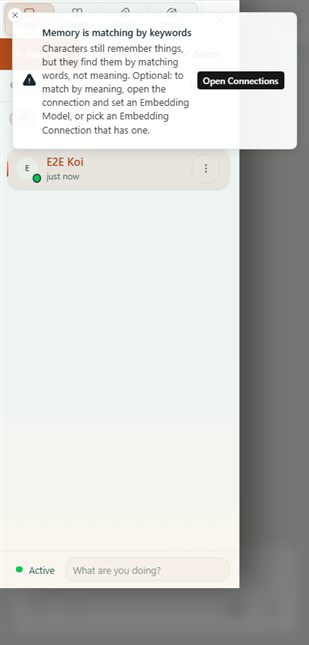 Memory is matching by keywords
Characters still remember things,
but they find them by matching
words, not meaning. Optional: to
match by meaning, open the
connection and set an Embedding
Model, or pick an Embedding
Connection that has one.
Open Connections
Select
E
E2E Koi
just now
Active
What are you doing?